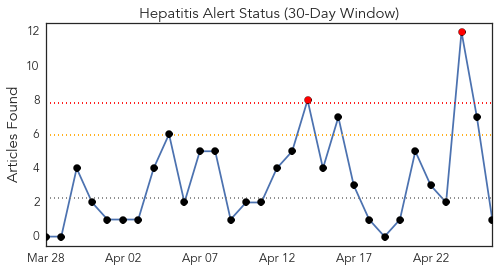 Hepatitis Alert Status (30-Day Window)
Articles Found
12
10
8
6
4
2
0
Mar 28 Apr 02 Apr 07 Apr 12 Apr 17 Apr 22